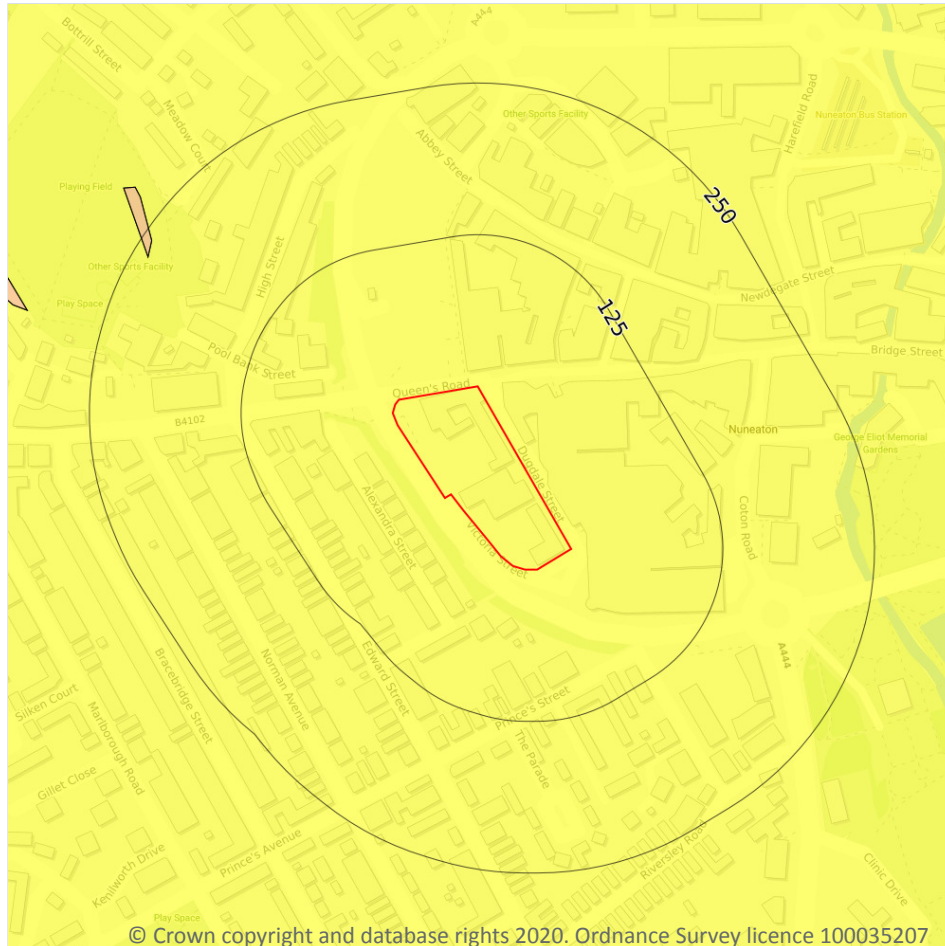 A444
Bottrill Street
Meadow Court
Abbey Street
Other Sports Facility
Harefield Road
Nuneaton Bus Station
Playing Field
250
Other Sports Facility
High Street
Newdegate Street
Play Space
125
Pool Bank Street
Bridge Street
Queen's Road
B4102
Nuneaton
George Eliot Memorial
Gardens
Dugdale Street
Alexandra Street
Coton Road
Victoria Street
A444
Edward Street
Norman Avenue
Bracebridge Street
Silken Court
Marlborough Road
Prince's Street
The Parade
Gillet Close
Riversley Road
Prince's Avenue
Kenilworth Drive
Clinic Drive
Play Space
© Crown copyright and database rights 2020. Ordnance Survey licence 100035207